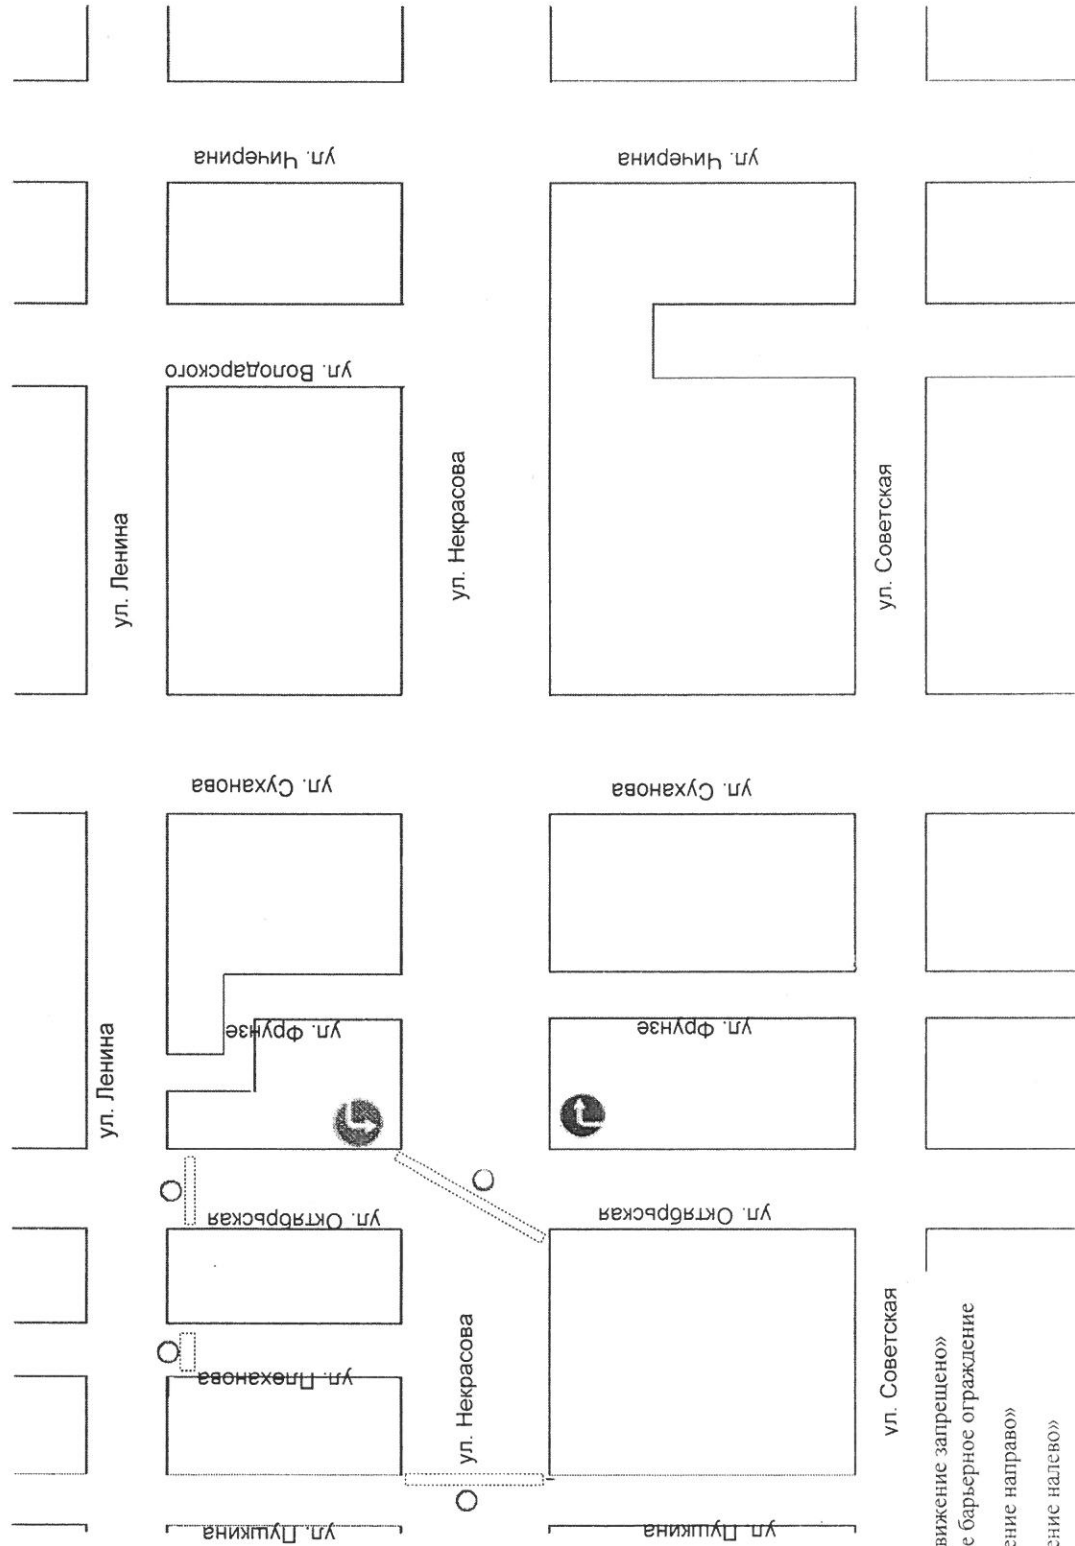 ул. Чичерина
ул. Чичерина
ул. Володарского
ул. Ленина
ул. Некрасова
ул. Советская
ул. Суханова
ул. Суханова
ул. Ленина
ул. Фрунзе
ул. Фрунзе
ул. Октябрьская
ул. Октябрьская
ул. Плеханова
ул. Некрасова
ул. Советская
ул. Пушкина
ул. Пушкина
вижение запрещено»
е барьерное ограждение
ение направо»
ение налево»